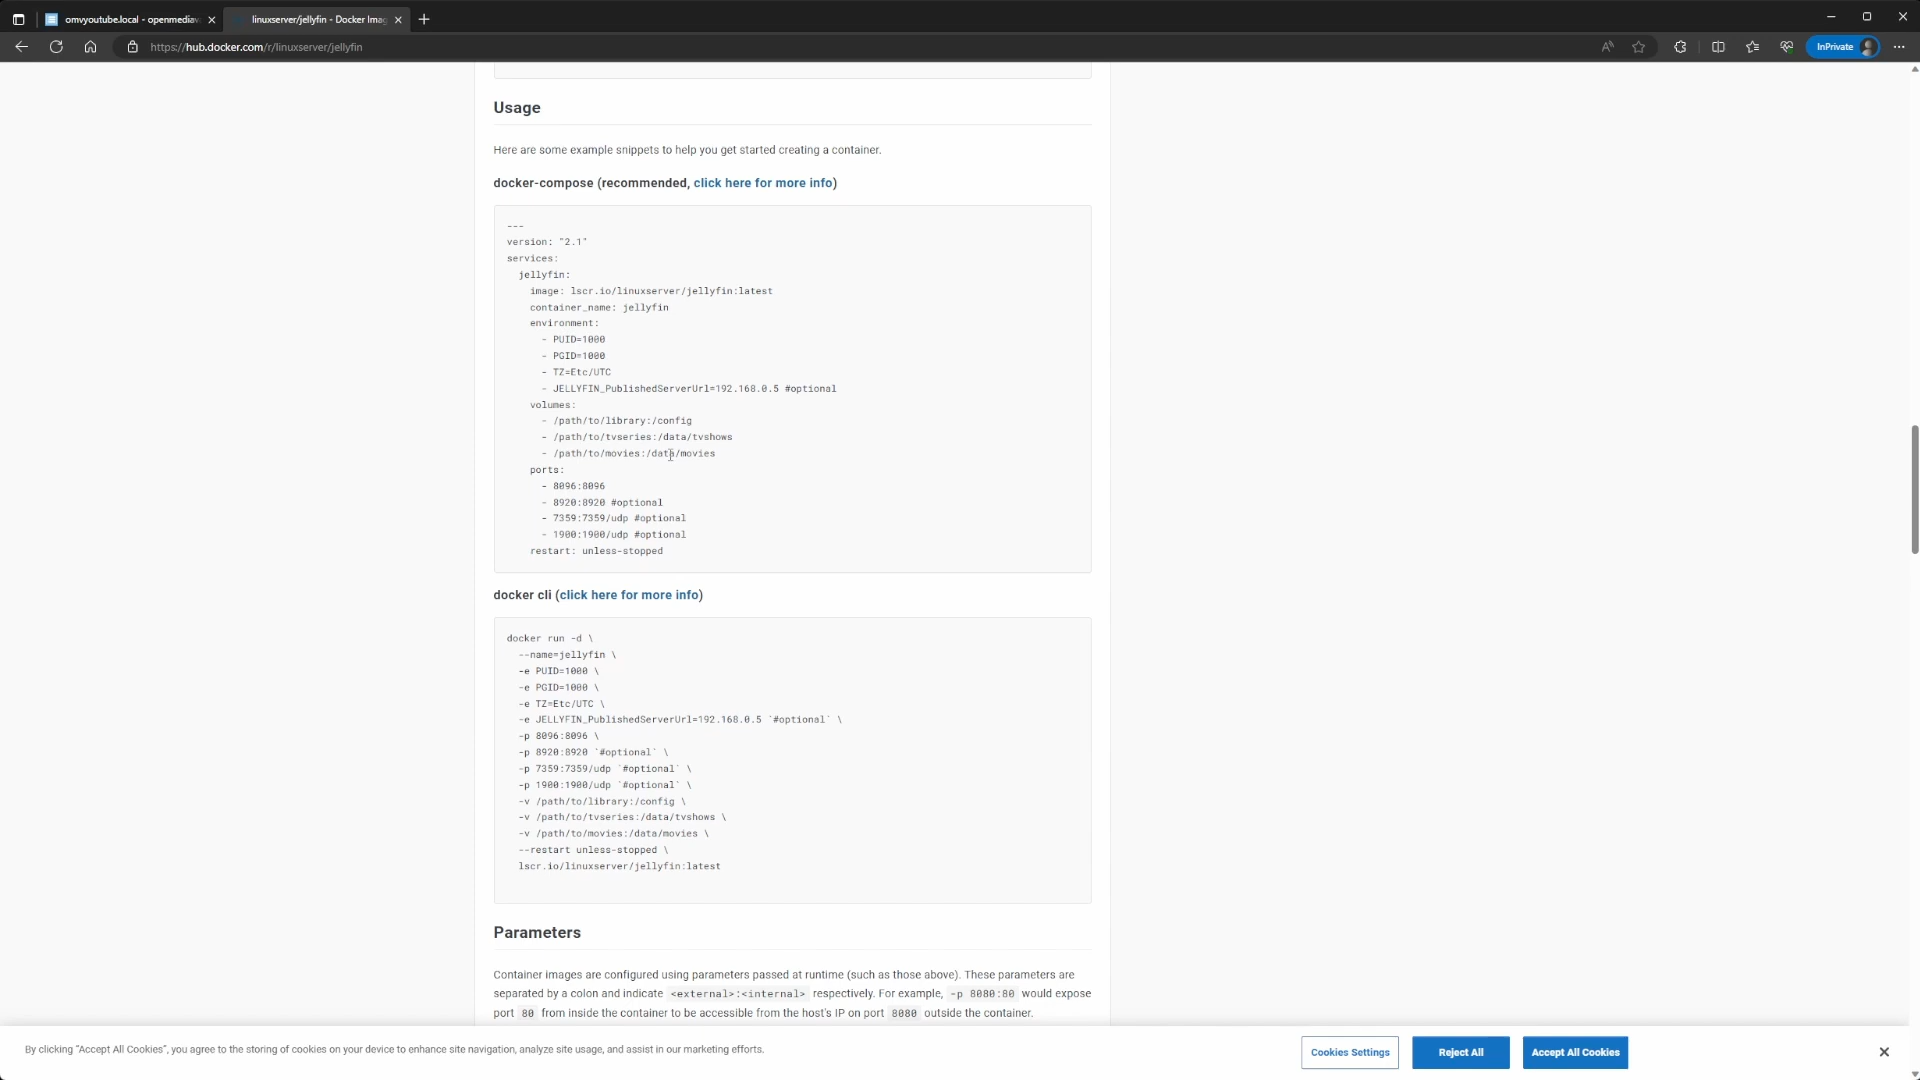 omvyoutube.local - openmediav
linuxserver/jellyfin - Docker Imag
https://hub.docker.com/r/linuxserver/jellyfin
InPrivate
Usage
Here are some example snippets to help you get started creating a container.
docker-compose (recommended, click here for more info)
---
version: "2.1"
services:
  jellyfin:
    image: lscr.io/linuxserver/jellyfin:latest
    container_name: jellyfin
    environment:
      - PUID=1000
      - PGID=1000
      - TZ=Etc/UTC
      - JELLYFIN_PublishedServerUrl=192.168.0.5 #optional
    volumes:
      - /path/to/library:/config
      - /path/to/tvseries:/data/tvshows
      - /path/to/movies:/data/movies
    ports:
      - 8096:8096
      - 8920:8920 #optional
      - 7359:7359/udp #optional
      - 1900:1900/udp #optional
    restart: unless-stopped
docker cli (click here for more info)
docker run -d \
  --name=jellyfin \
  -e PUID=1000 \
  -e PGID=1000 \
  -e TZ=Etc/UTC \
  -e JELLYFIN_PublishedServerUrl=192.168.0.5 `#optional` \
  -p 8096:8096 \
  -p 8920:8920 `#optional` \
  -p 7359:7359/udp `#optional` \
  -p 1900:1900/udp `#optional` \
  -v /path/to/library:/config \
  -v /path/to/tvseries:/data/tvshows \
  -v /path/to/movies:/data/movies \
  --restart unless-stopped \
  lscr.io/linuxserver/jellyfin:latest
Parameters
Container images are configured using parameters passed at runtime (such as those above). These parameters are
separated by a colon and indicate <external>:<internal> respectively. For example, -p 8080:80 would expose
port 80 from inside the container to be accessible from the host's IP on port 8080 outside the container.
By clicking "Accept All Cookies", you agree to the storing of cookies on your device to enhance site navigation, analyze site usage, and assist in our marketing efforts.
Cookies Settings
Reject All
Accept All Cookies